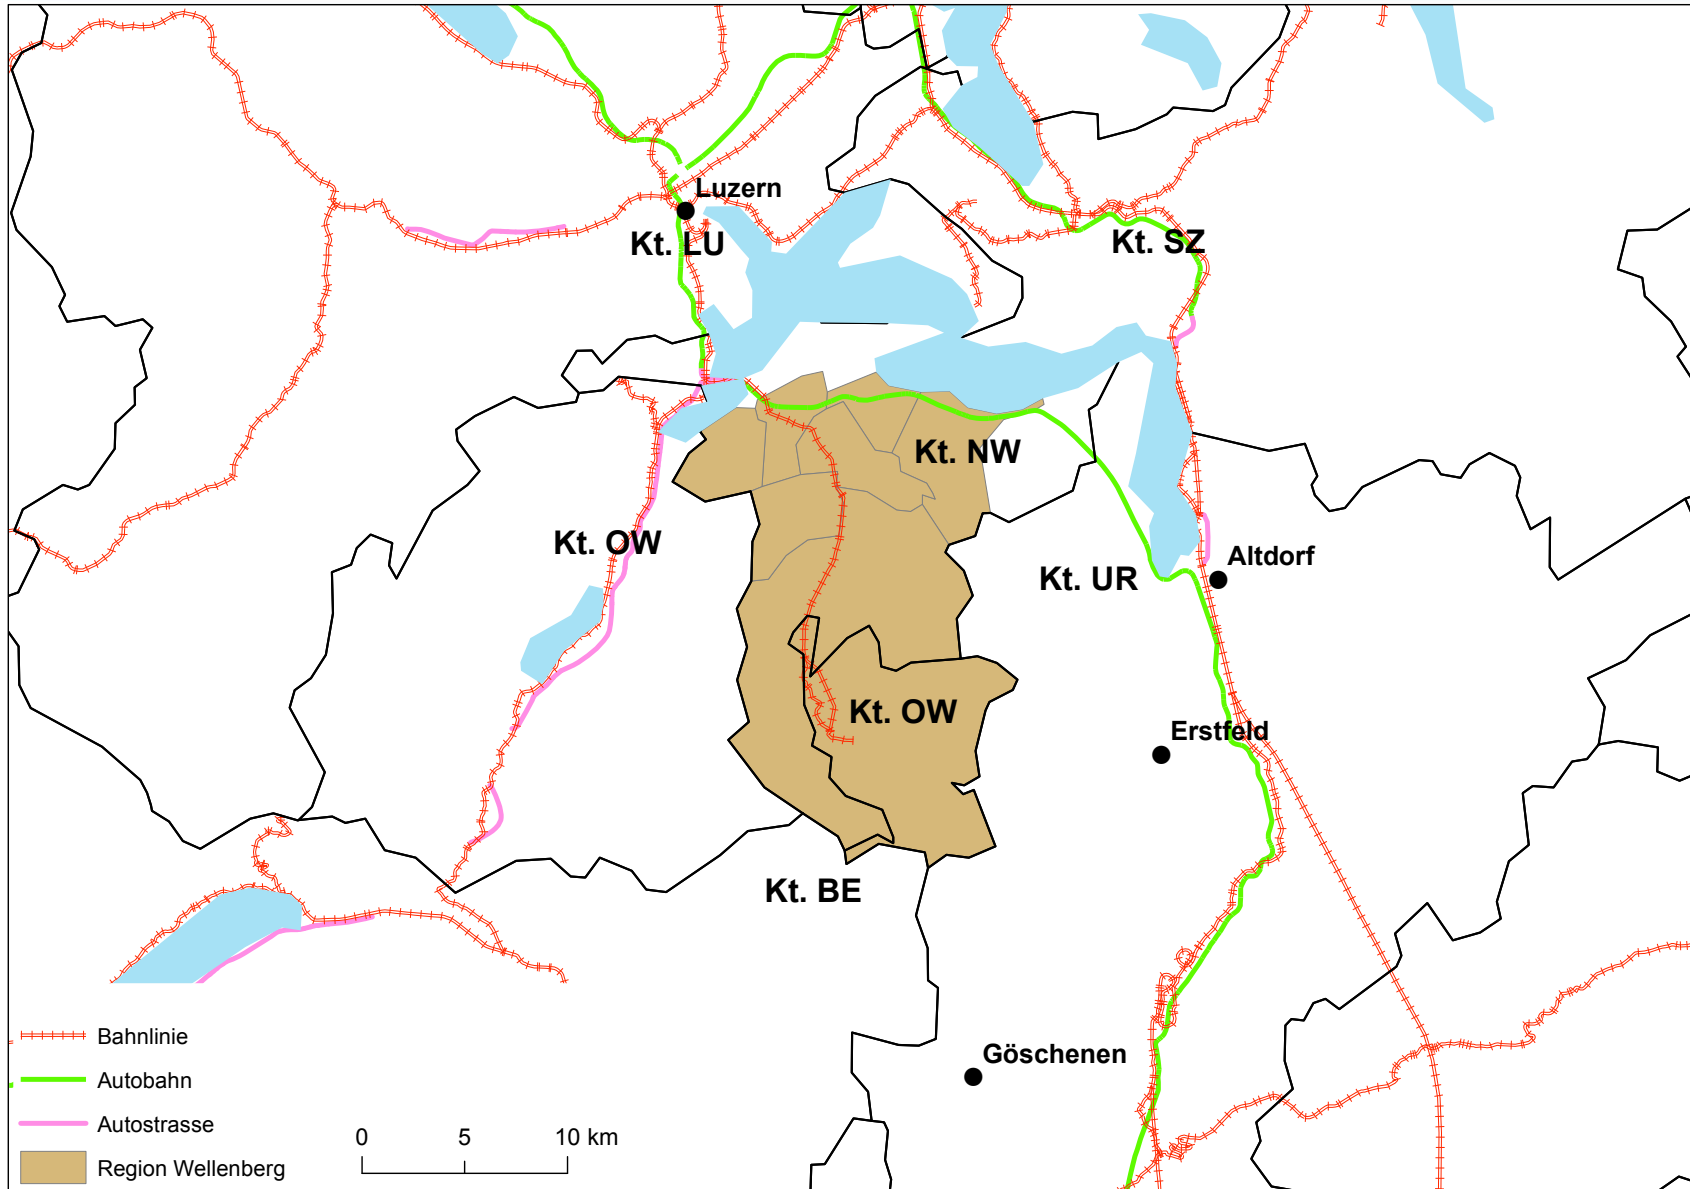 Luzern
Kt. LU
Kt. SZ
Kt. NW
Kt. OW
Kt. UR
Altdorf
Kt. OW
Erstfeld
Kt. BE
Göschenen
Bahnlinie
Autobahn
Autostrasse
Region Wellenberg
0 5 10 km